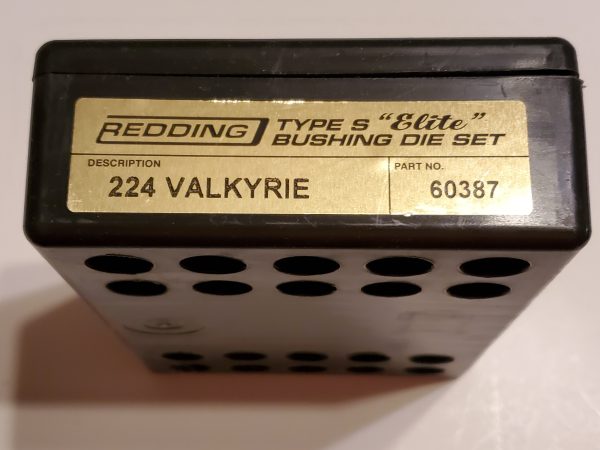 REDDING TYPE S "Elite"
BUSHING DIE SET
DESCRIPTION PART NO.
224 VALKYRIE 60387